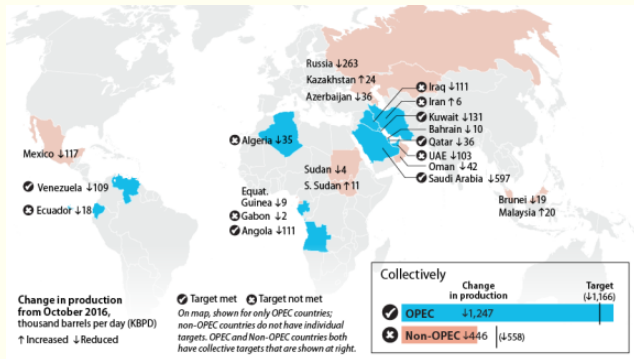 Russia ↓263
Kazakhstan ↑24
Azerbaijan ↓36
Iraq ↓111
Iran ↑6
Kuwait ↓131
Bahrain ↓10
Qatar ↓36
UAE ↓103
Oman ↓42
Saudi Arabia ↓597
Algeria ↓35
Mexico ↓117
Venezuela ↓109
Ecuador ↓18
Sudan ↓4
S. Sudan ↑11
Equat.
Guinea ↓9
Gabon ↓2
Angola ↓111
Brunei ↓19
Malaysia ↑20
Change in production
from October 2016,
thousand barrels per day (KBPD)
↑Increased ↓Reduced
Target met Target not met
On map, shown for only OPEC countries;
non-OPEC countries do not have individual
targets. OPEC and Non-OPEC countries both
have collective targets that are shown at right.
Collectively
Change in production
Target
(↓1,166)
OPEC ↓1,247
Non-OPEC ↓446 (↓558)